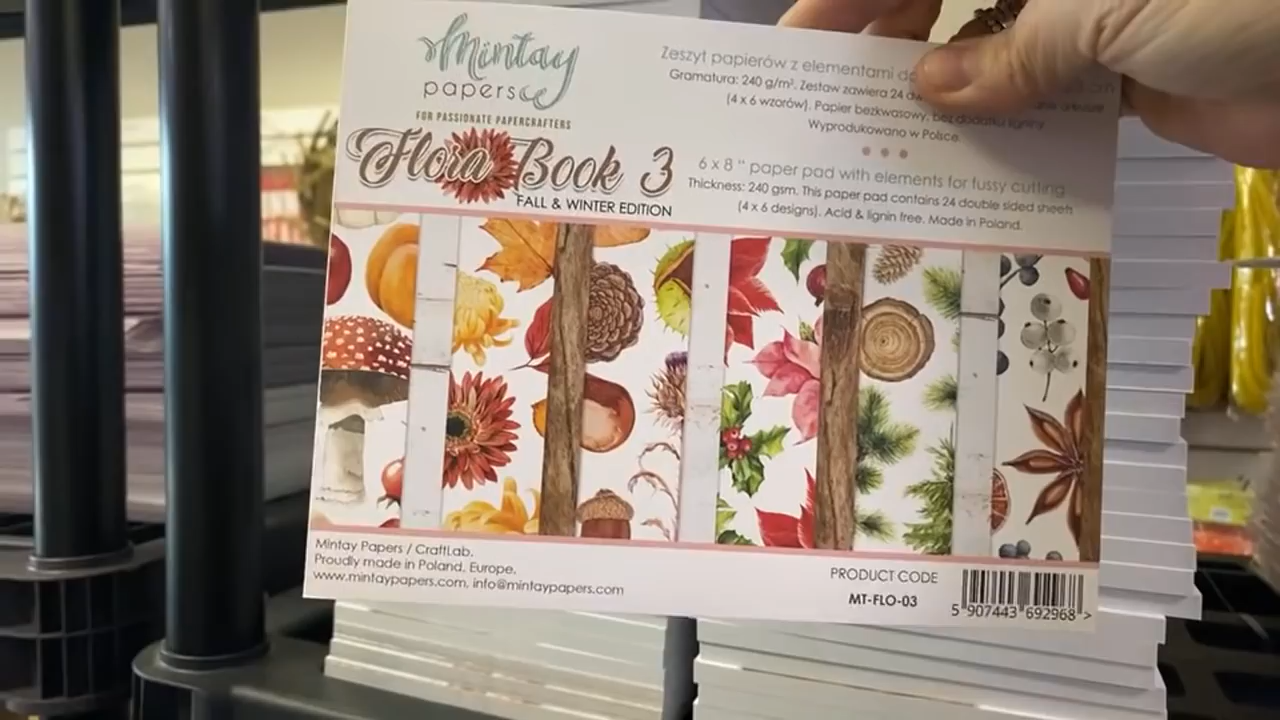 Mintay
papers
FOR PASSIONATE PAPERCRAFTERS
Flora Book 3
FALL & WINTER EDITION
Zeszyt papierów z elementami do
Gramatura: 240 g/m². Zestaw zawiera 24
(4 x 6 wzorów). Papier bezkwasowy, bez dodatku ligniny
Wyprodukowano w Polsce.
6 x 8 " paper pad with elements for fussy cutting
Thickness: 240 gsm. This paper pad contains 24 double sided sheets
(4 x 6 designs). Acid & lignin free. Made in Poland.
Mintay Papers / CraftLab.
Proudly made in Poland, Europe.
www.mintaypapers.com, info@mintaypapers.com
PRODUCT CODE
MT-FLO-03
5 907443 692968 >